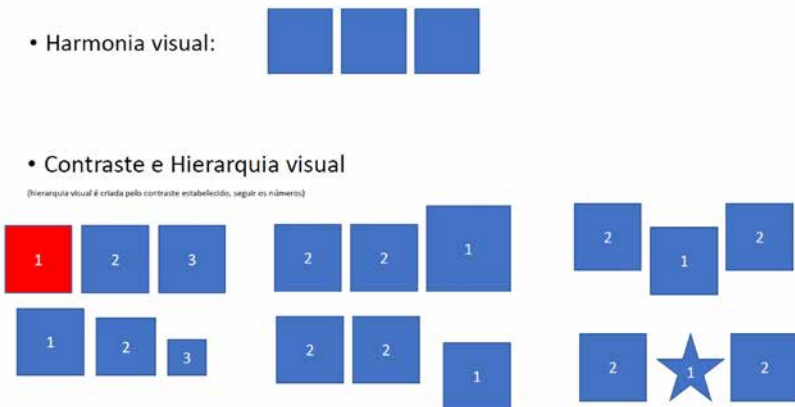 • Harmonia visual:
• Contraste e Hierarquia visual
(hierarquia visual é criada pelo contraste estabelecido, seguir os números)
1 2 3
2 2 1
2 1 2
1 2 3
2 2 1
2 1 2